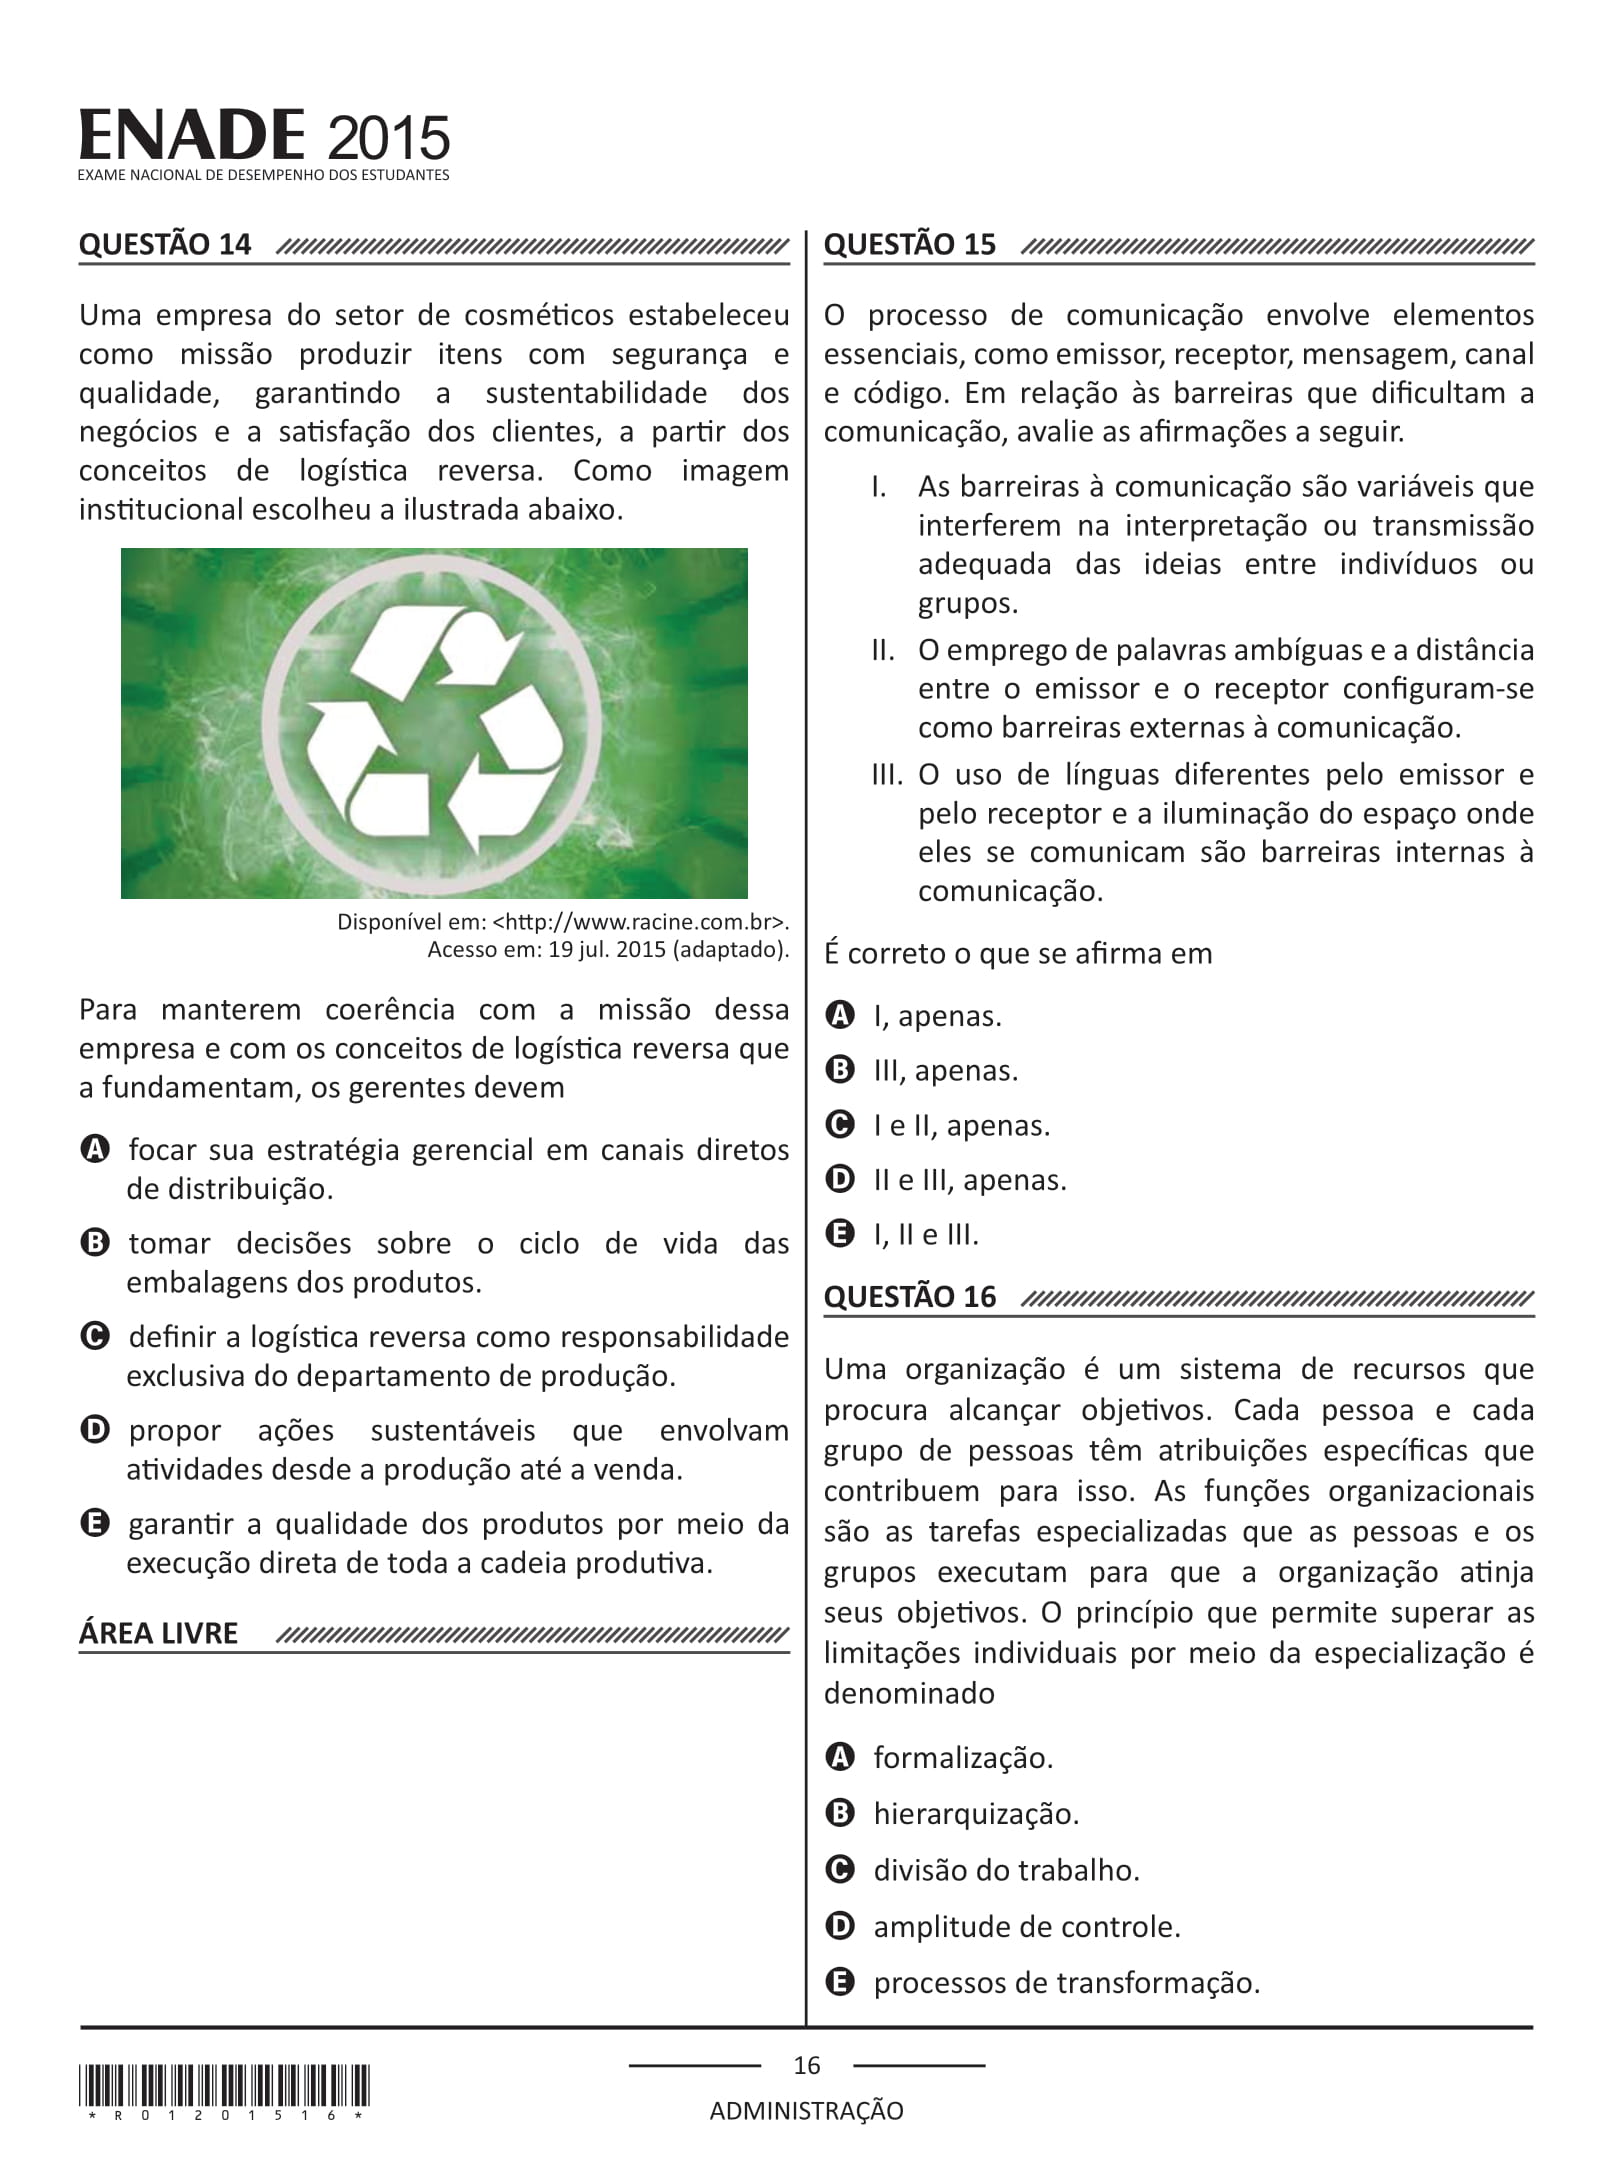 ENADE 2015
EXAME NACIONAL DE DESEMPENHO DOS ESTUDANTES
QUESTÃO 14
Uma empresa do setor de cosméticos estabeleceu
como missão produzir itens com segurança e
qualidade, garantindo a sustentabilidade dos
negócios e a satisfação dos clientes, a partir dos
conceitos de logística reversa. Como imagem
institucional escolheu a ilustrada abaixo.
Disponível em: <http://www.racine.com.br>.
Acesso em: 19 jul. 2015 (adaptado).
Para manterem coerência com a missão dessa
empresa e com os conceitos de logística reversa que
a fundamentam, os gerentes devem
A focar sua estratégia gerencial em canais diretos
de distribuição.
B tomar decisões sobre o ciclo de vida das
embalagens dos produtos.
C definir a logística reversa como responsabilidade
exclusiva do departamento de produção.
D propor ações sustentáveis que envolvam
atividades desde a produção até a venda.
E garantir a qualidade dos produtos por meio da
execução direta de toda a cadeia produtiva.
ÁREA LIVRE
QUESTÃO 15
O processo de comunicação envolve elementos
essenciais, como emissor, receptor, mensagem, canal
e código. Em relação às barreiras que dificultam a
comunicação, avalie as afirmações a seguir.
I. As barreiras à comunicação são variáveis que
interferem na interpretação ou transmissão
adequada das ideias entre indivíduos ou
grupos.
II. O emprego de palavras ambíguas e a distância
entre o emissor e o receptor configuram-se
como barreiras externas à comunicação.
III. O uso de línguas diferentes pelo emissor e
pelo receptor e a iluminação do espaço onde
eles se comunicam são barreiras internas à
comunicação.
É correto o que se afirma em
A I, apenas.
B III, apenas.
C I e II, apenas.
D II e III, apenas.
E I, II e III.
QUESTÃO 16
Uma organização é um sistema de recursos que
procura alcançar objetivos. Cada pessoa e cada
grupo de pessoas têm atribuições específicas que
contribuem para isso. As funções organizacionais
são as tarefas especializadas que as pessoas e os
grupos executam para que a organização atinja
seus objetivos. O princípio que permite superar as
limitações individuais por meio da especialização é
denominado
A formalização.
B hierarquização.
C divisão do trabalho.
D amplitude de controle.
E processos de transformação.
*R01201516*
16
ADMINISTRAÇÃO